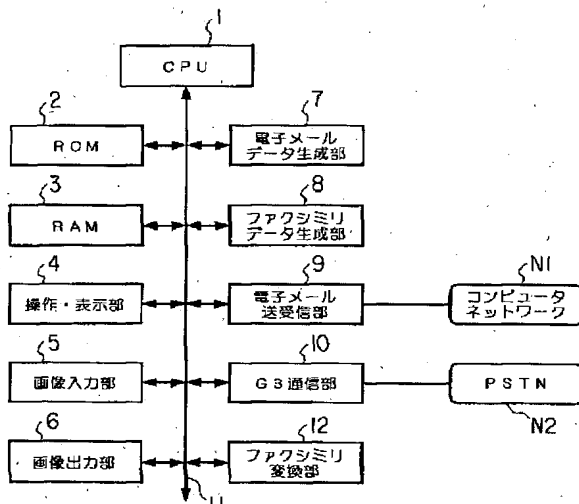 1
CPU
2
ROM
7
電子メール
データ生成部
3
RAM
8
ファクシミリ
データ生成部
4
操作・表示部
9
電子メール
送受信部
N1
コンピュータ
ネットワーク
5
画像入力部
10
G3通信部
PSTN
N2
6
画像出力部
12
ファクシミリ
変換部
11